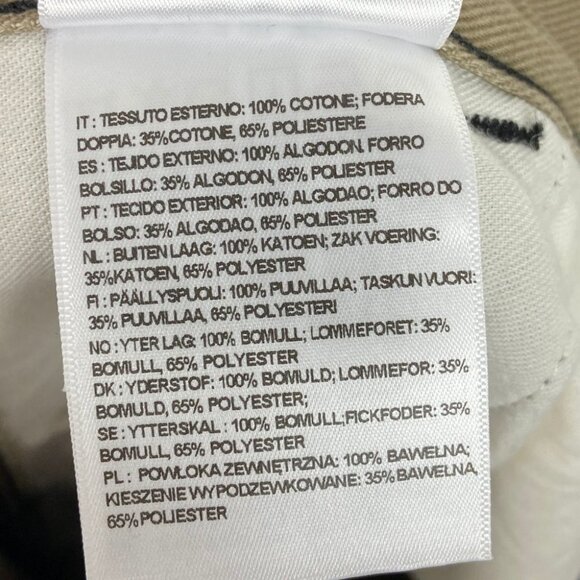 IT : TESSUTO ESTERNO: 100% COTONE; FODERA
DOPPIA: 35%COTONE, 65% POLIESTERE
ES : TEJIDO EXTERNO: 100% ALGODON. FORRO
BOLSILLO: 35% ALGODON, 65% POLIESTER
PT : TECIDO EXTERIOR: 100% ALGODAO; FORRO DO
BOLSO: 35% ALGODAO, 65% POLIESTER
NL : BUITEN LAAG: 100% KATOEN; ZAK VOERING:
35%KATOEN, 65% POLYESTER
FI : PÄÄLLYSPUOLI: 100% PUUVILLAA; TASKUN VUORI:
35% PUUVILLAA, 65% POLYESTERI
NO : YTER LAG: 100% BOMULL; LOMMEFORET: 35%
BOMULL, 65% POLYESTER
DK : YDERSTOF: 100% BOMULD; LOMMEFOR: 35%
BOMULD, 65% POLYESTER;
SE : YTTERSKAL : 100% BOMULL;FICKFODER: 35%
BOMULL, 65% POLYESTER
PL : POWŁOKA ZEWNĘTRZNA: 100% BAWEŁNA;
KIESZENIE WYPODZEWKOWANE: 35% BAWEŁNA,
65%POLIESTER